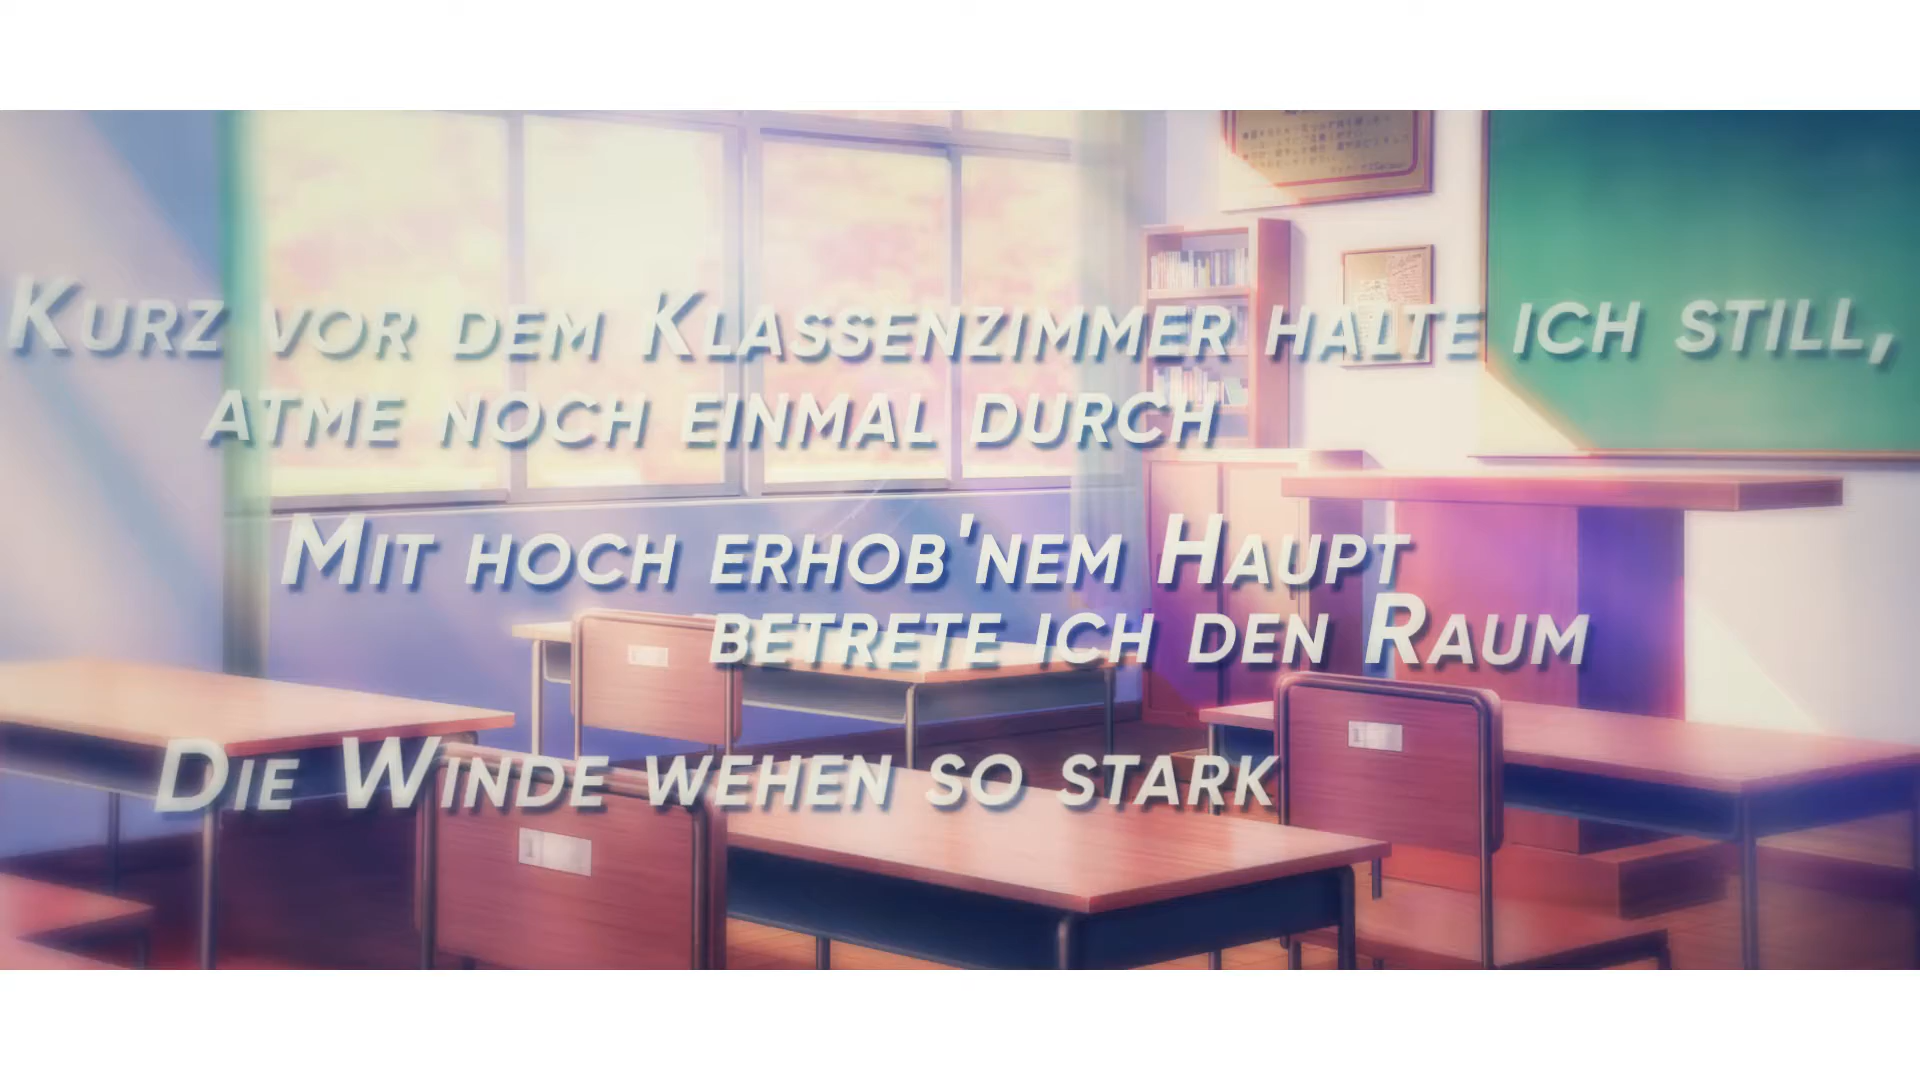 Kurz vor dem Klassenzimmer halte ich still,
atme noch einmal durch
Mit hoch erhob'nem Haupt
betrete ich den Raum
Die Winde wehen so stark